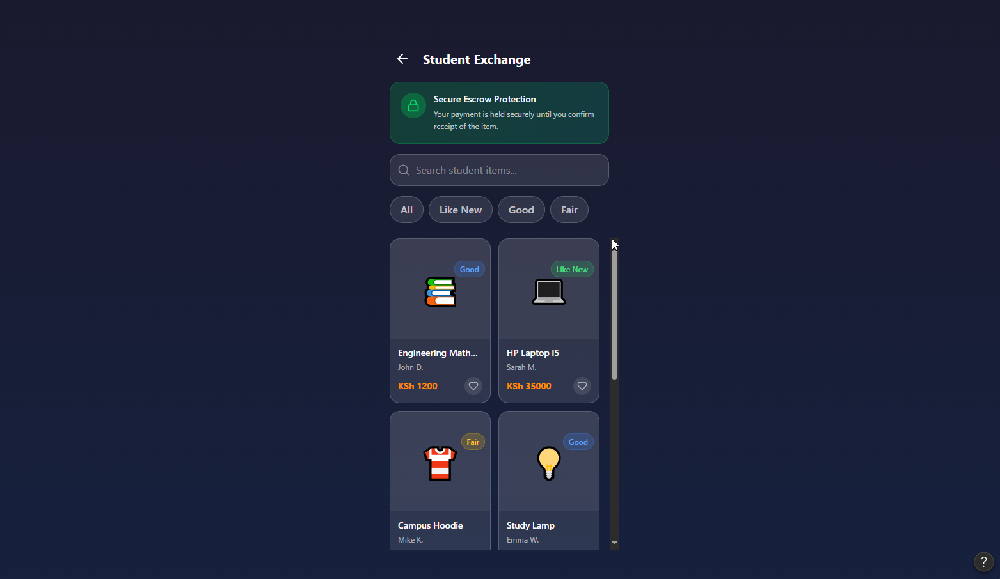 Student Exchange
Secure Escrow Protection
Your payment is held securely until you confirm
receipt of the item.
Search student items...
All
Like New
Good
Fair
Good
Like New
Engineering Math...
HP Laptop i5
John D.
Sarah M.
KSh 1200
KSh 35000
Fair
Good
Campus Hoodie
Study Lamp
Mike K.
Emma W.
?